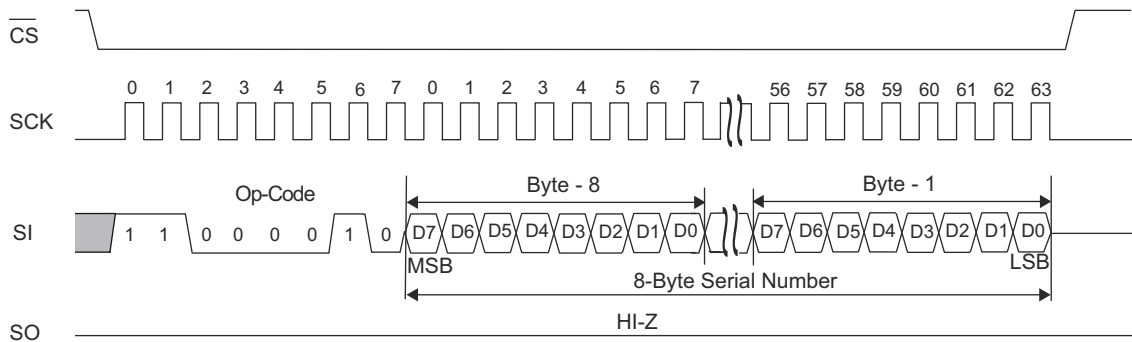 CS
0 1 2 3 4 5 6 7 0 1 2 3 4 5 6 7 56 57 58 59 60 61 62 63
SCK
Op-Code
Byte - 8
Byte - 1
SI
1 1 0 0 0 0 1 0 D7 D6 D5 D4 D3 D2 D1 D0 D7 D6 D5 D4 D3 D2 D1 D0
MSB
LSB
8-Byte Serial Number
HI-Z
SO